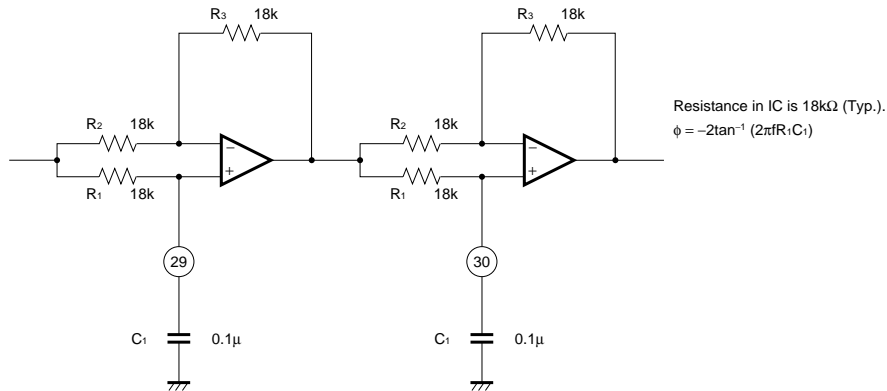 R₃ 18k
R₃ 18k
R₂ 18k
R₂ 18k
−
−
+
+
R₁ 18k
R₁ 18k
29
30
C₁ 0.1μ
C₁ 0.1μ
Resistance in IC is 18kΩ (Typ.).
ϕ = −2tan⁻¹ (2πfR₁C₁)